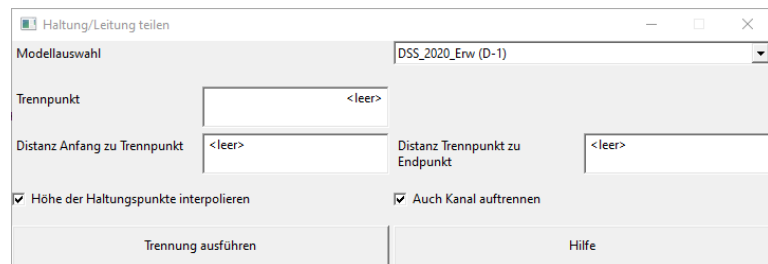 Haltung/Leitung teilen
Modellauswahl DSS_2020_Erw (D-1)
Trennpunkt <leer>
Distanz Anfang zu Trennpunkt <leer> Distanz Trennpunkt zu <leer>
Endpunkt
Höhe der Haltungspunkte interpolieren Auch Kanal auftrennen
Trennung ausführen Hilfe